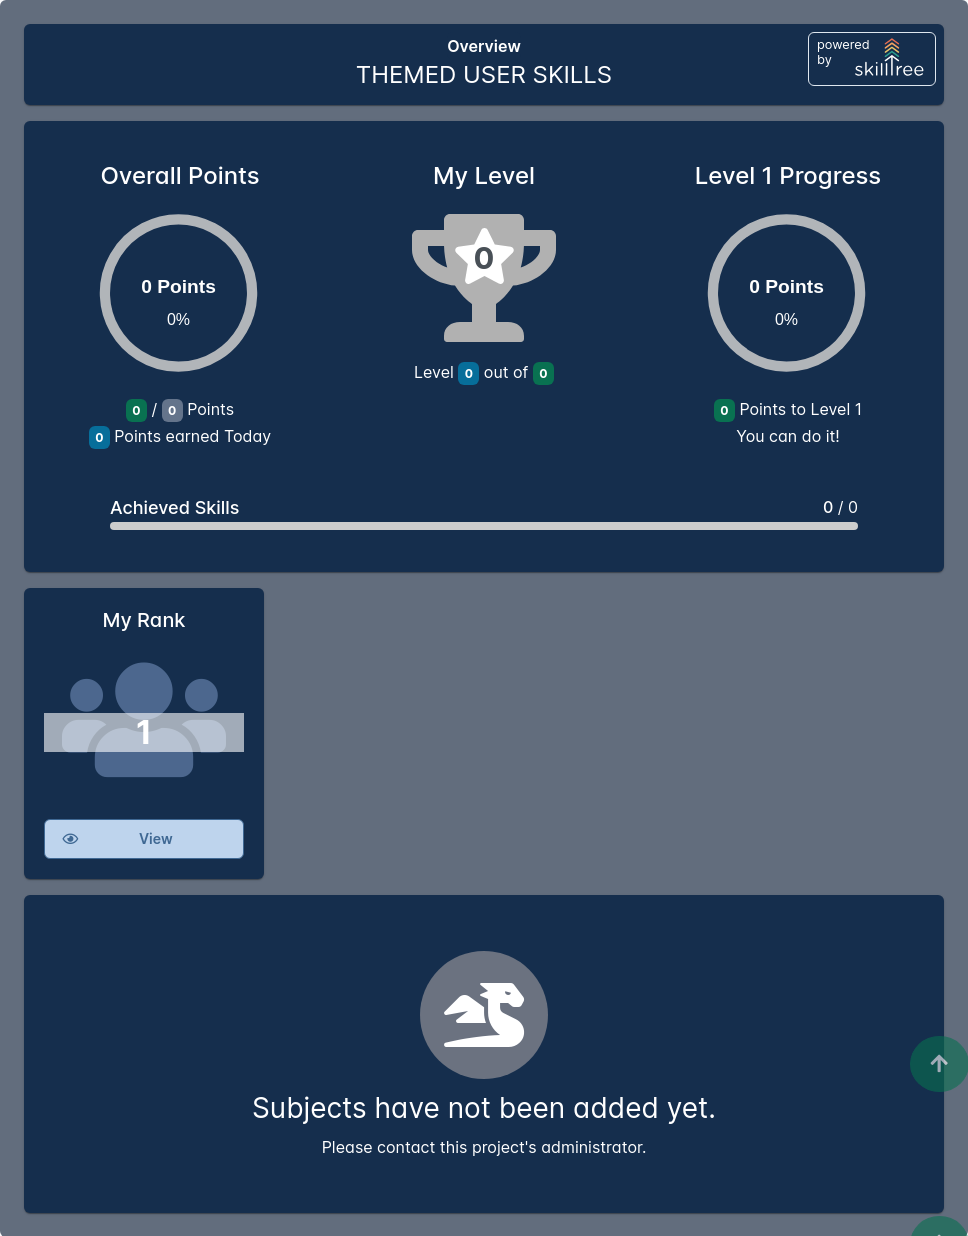 Overview
THEMED USER SKILLS
powered
by
skilltree
Overall Points
0 Points
0%
0 / 0 Points
0 Points earned Today
My Level
0
Level 0 out of 0
Level 1 Progress
0 Points
0%
0 Points to Level 1
You can do it!
Achieved Skills 0 / 0
My Rank
1
View
Subjects have not been added yet.
Please contact this project's administrator.